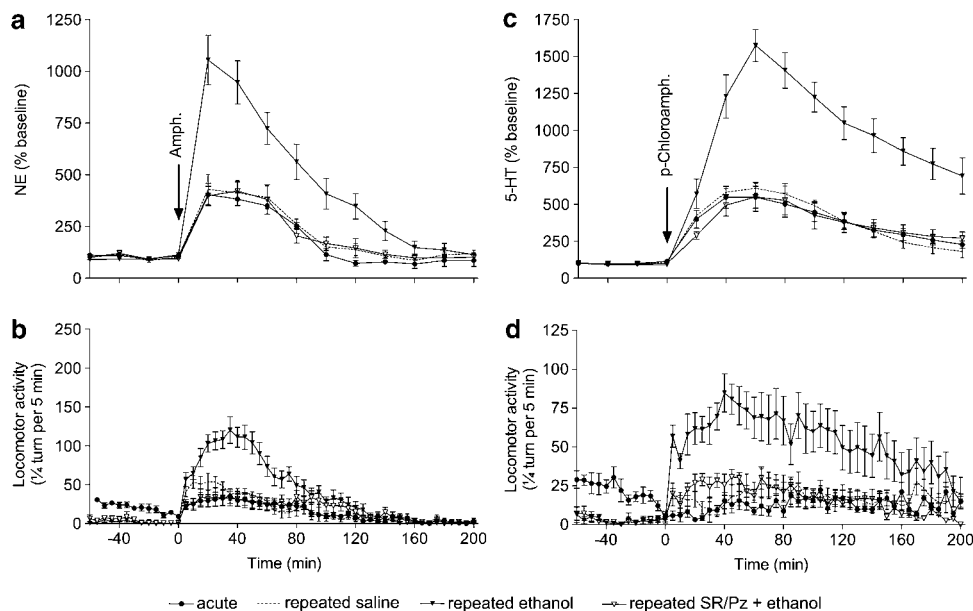 a
NE (% baseline)
1250
1000
750
500
250
0
Amph.
c
5-HT (% baseline)
1750
1500
1250
1000
750
500
250
0
p-Chloroamph.
b
Locomotor activity
(¼ turn per 5 min)
250
200
150
100
50
0
-40 0 40 80 120 160 200
Time (min)
d
Locomotor activity
(¼ turn per 5 min)
125
100
75
50
25
0
-40 0 40 80 120 160 200
Time (min)
acute repeated saline repeated ethanol repeated SR/Pz + ethanol